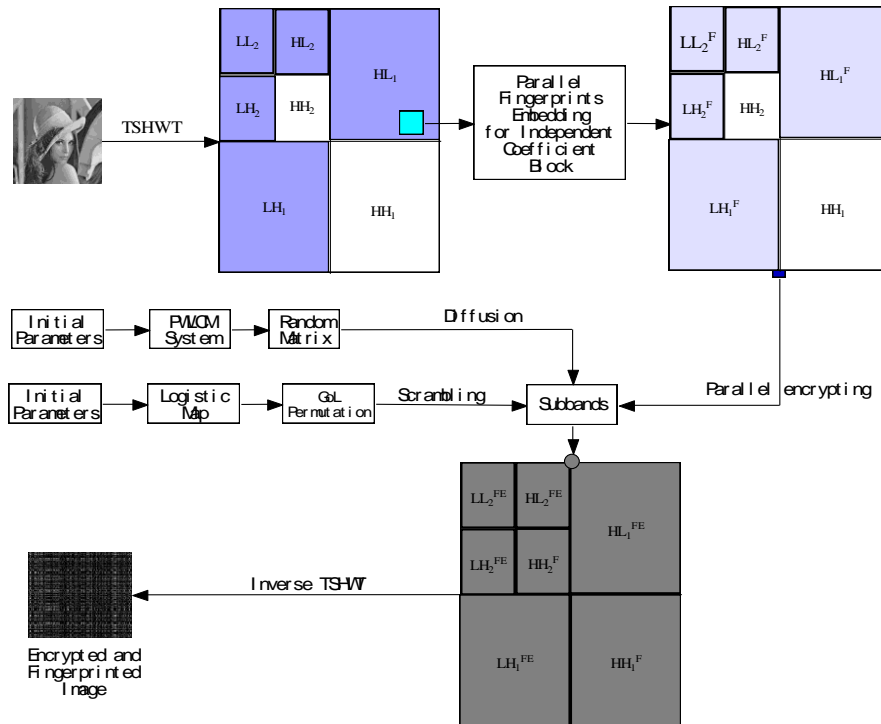 LL₂
HL₂
HL₁
LH₂
HH₂
LH₁
HH₁
TSHWT
Parallel
Fingerprints
Embedding
for Independent
Coefficient
Block
LL₂ᶠ
HL₂ᶠ
HL₁ᶠ
LH₂ᶠ
HH₂
LH₁ᶠ
HH₁
Initial
Parameters
PWLCM
System
Random
Matrix
Diffusion
Initial
Parameters
Logistic
Map
GoL
Permutation
Scrambling
Subbands
Parallel encrypting
LL₂ᶠᴱ
HL₂ᶠᴱ
HL₁ᶠᴱ
LH₂ᶠᴱ
HH₂ᶠ
LH₁ᶠᴱ
HH₁ᶠ
Inverse TSHWT
Encrypted and
Fingerprinted
Image